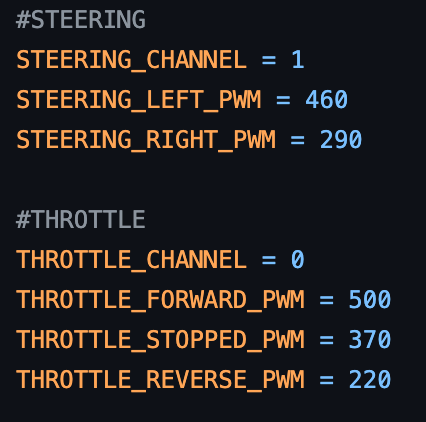 #STEERING
STEERING_CHANNEL = 1
STEERING_LEFT_PWM = 460
STEERING_RIGHT_PWM = 290
#THROTTLE
THROTTLE_CHANNEL = 0
THROTTLE_FORWARD_PWM = 500
THROTTLE_STOPPED_PWM = 370
THROTTLE_REVERSE_PWM = 220